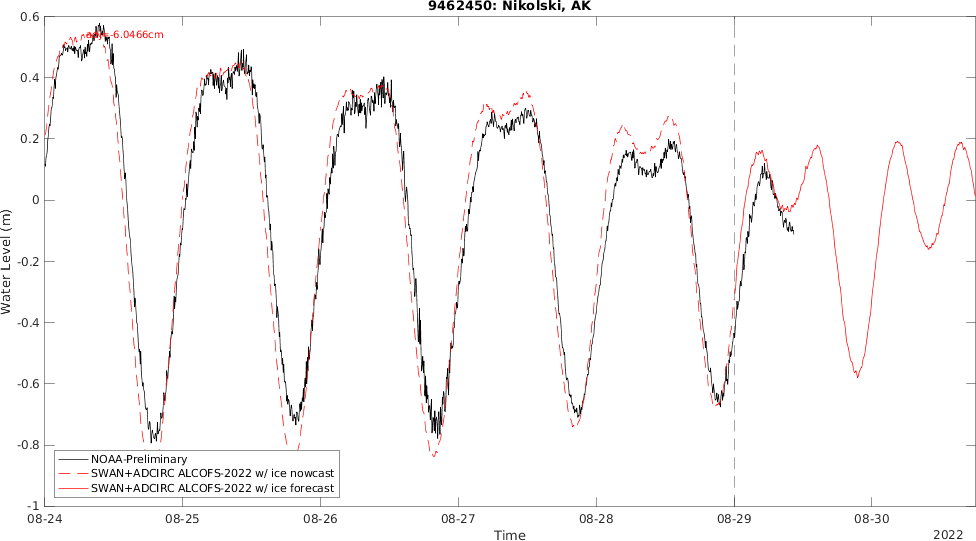 9462450: Nikolski, AK
0.6
0.4
0.2
0
-0.2
-0.4
-0.6
-0.8
-1
Water Level (m)
-6.0466cm
NOAA-Preliminary
SWAN+ADCIRC ALCOFS-2022 w/ ice nowcast
SWAN+ADCIRC ALCOFS-2022 w/ ice forecast
08-24
08-25
08-26
08-27
08-28
08-29
08-30
Time
2022